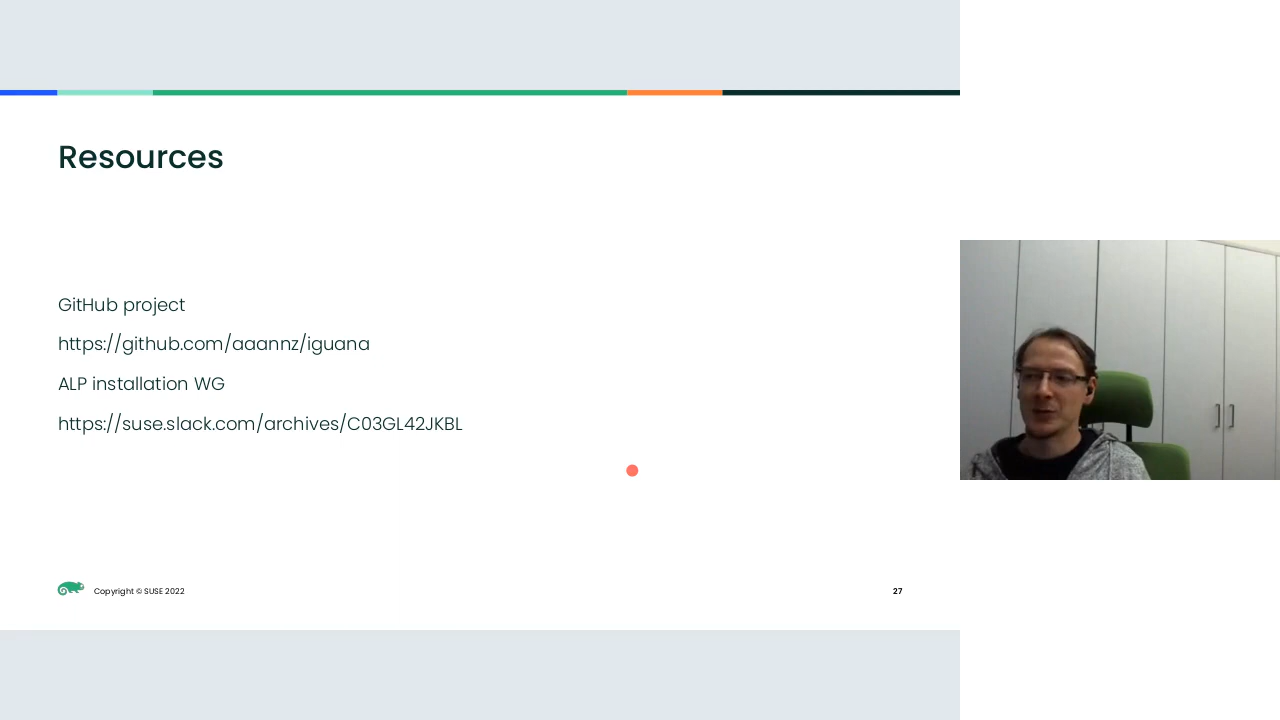 Resources
GitHub project
https://github.com/aaannz/iguana
ALP installation WG
https://suse.slack.com/archives/C03GL42JKBL
Copyright © SUSE 2022
27